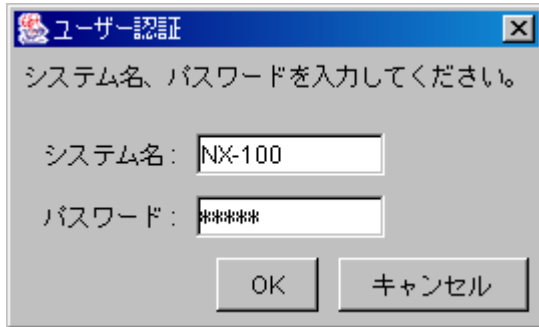 ユーザー認証
システム名、パスワードを入力してください。
システム名： NX-100
パスワード： *****
OK キャンセル